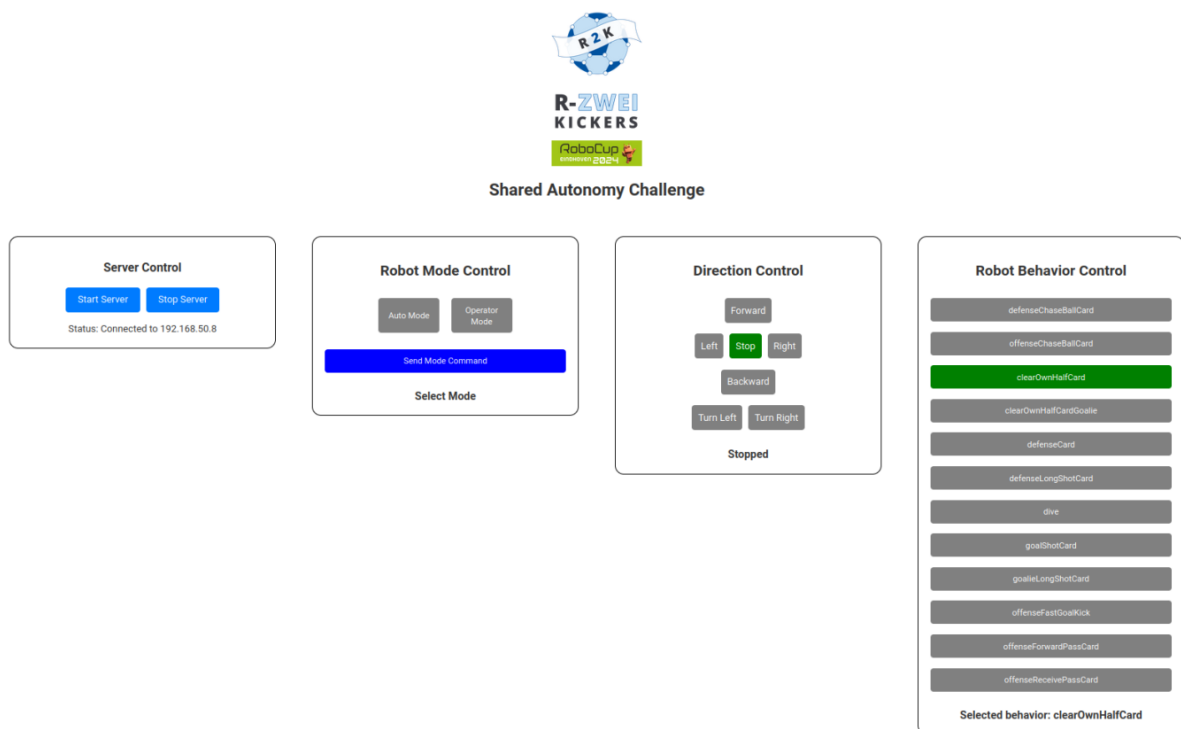 R2K
R-ZWEI
KICKERS
RoboCup
EINDHOVEN 2024
Shared Autonomy Challenge
Server Control
Start Server Stop Server
Status: Connected to 192.168.50.8
Robot Mode Control
Auto Mode
Operator
Mode
Send Mode Command
Select Mode
Direction Control
Forward
Left Stop Right
Backward
Turn Left Turn Right
Stopped
Robot Behavior Control
defenseChaseBallCard
offenseChaseBallCard
clearOwnHalfCard
clearOwnHalfCardGoalie
defenseCard
defenseLongShotCard
dive
goalShotCard
goalieLongShotCard
offenseFastGoalKick
offenseForwardPassCard
offenseReceivePassCard
Selected behavior: clearOwnHalfCard